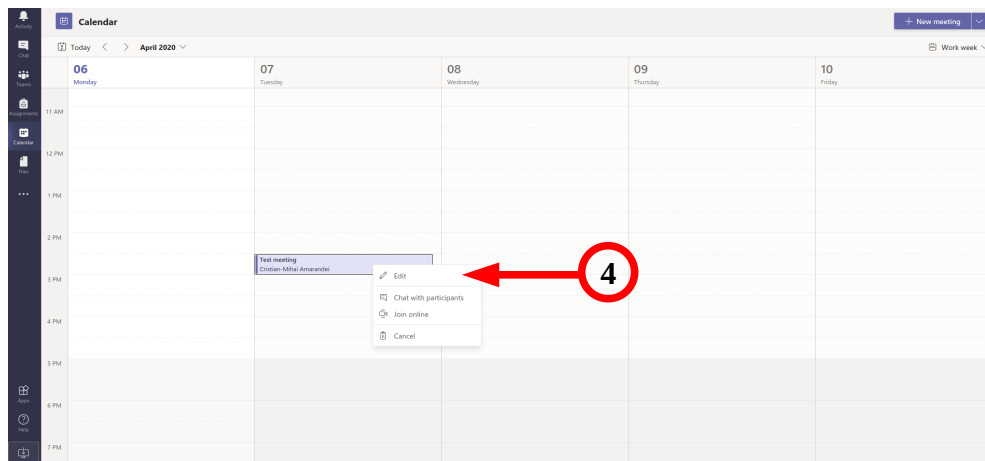 Activity
Chat
Teams
Assignments
Calendar
Files
Apps
Help
Calendar
New meeting
Today
April 2020
Work week
06
Monday
07
Tuesday
08
Wednesday
09
Thursday
10
Friday
11 AM
12 PM
1 PM
2 PM
3 PM
4 PM
5 PM
6 PM
7 PM
Test meeting
Cristian-Mihai Amarandei
Edit
Chat with participants
Join online
Cancel
4